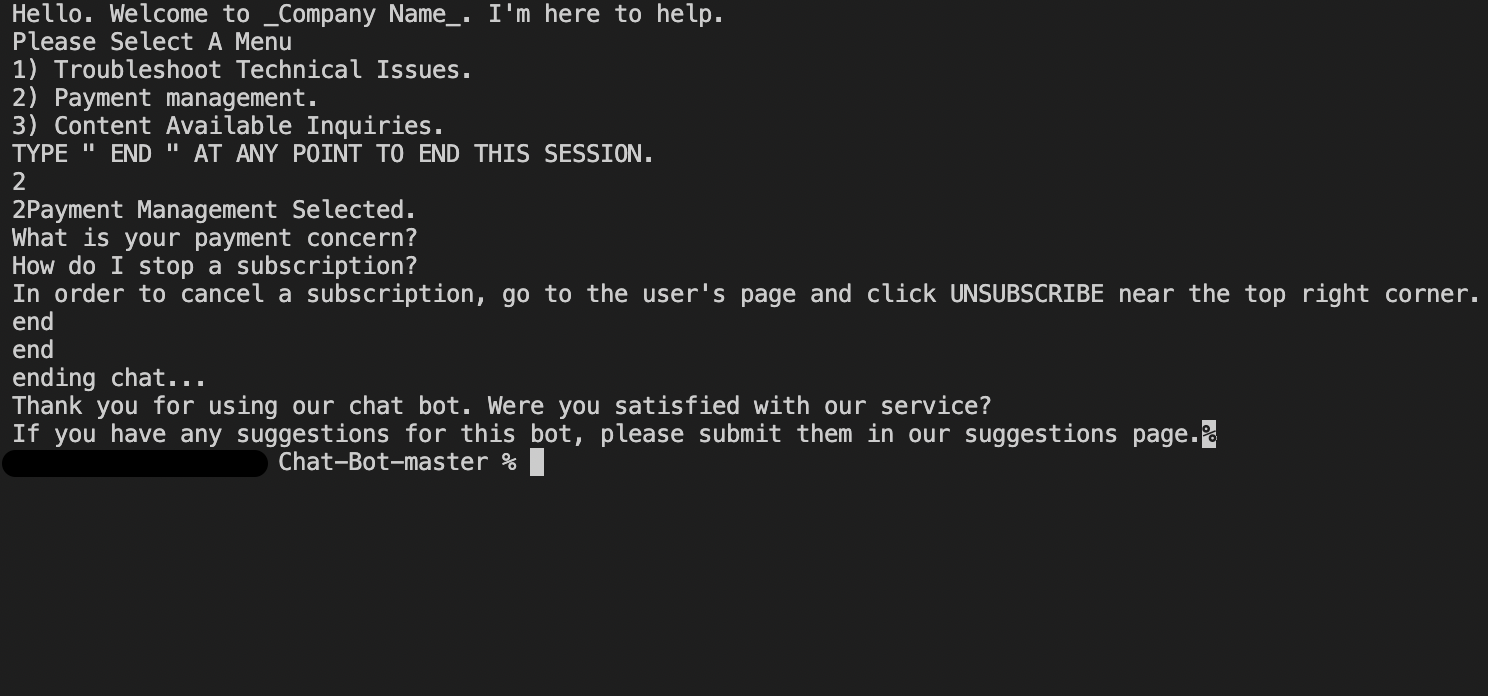 Hello. Welcome to _Company Name_. I'm here to help.
Please Select A Menu
1) Troubleshoot Technical Issues.
2) Payment management.
3) Content Available Inquiries.
TYPE " END " AT ANY POINT TO END THIS SESSION.
2
2Payment Management Selected.
What is your payment concern?
How do I stop a subscription?
In order to cancel a subscription, go to the user's page and click UNSUBSCRIBE near the top right corner.
end
end
ending chat...
Thank you for using our chat bot. Were you satisfied with our service?
If you have any suggestions for this bot, please submit them in our suggestions page.%
Chat-Bot-master %